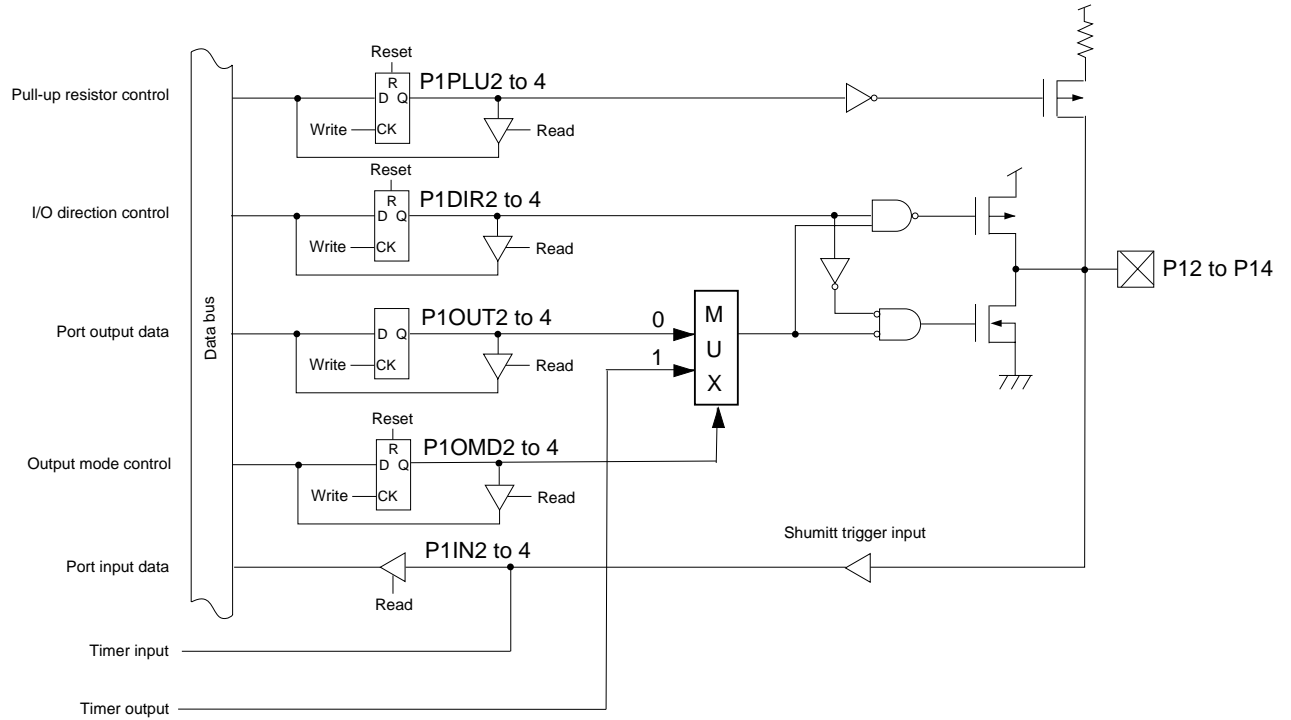 Reset
Pull-up resistor control
R
D Q
P1PLU2 to 4
Write
CK
Read
Reset
I/O direction control
R
D Q
P1DIR2 to 4
Write
CK
Read
P12 to P14
Data bus
Port output data
D Q
P1OUT2 to 4
Write
CK
Read
0
1
M
U
X
Reset
Output mode control
R
D Q
P1OMD2 to 4
Write
CK
Read
Port input data
P1IN2 to 4
Read
Shumitt trigger input
Timer input
Timer output